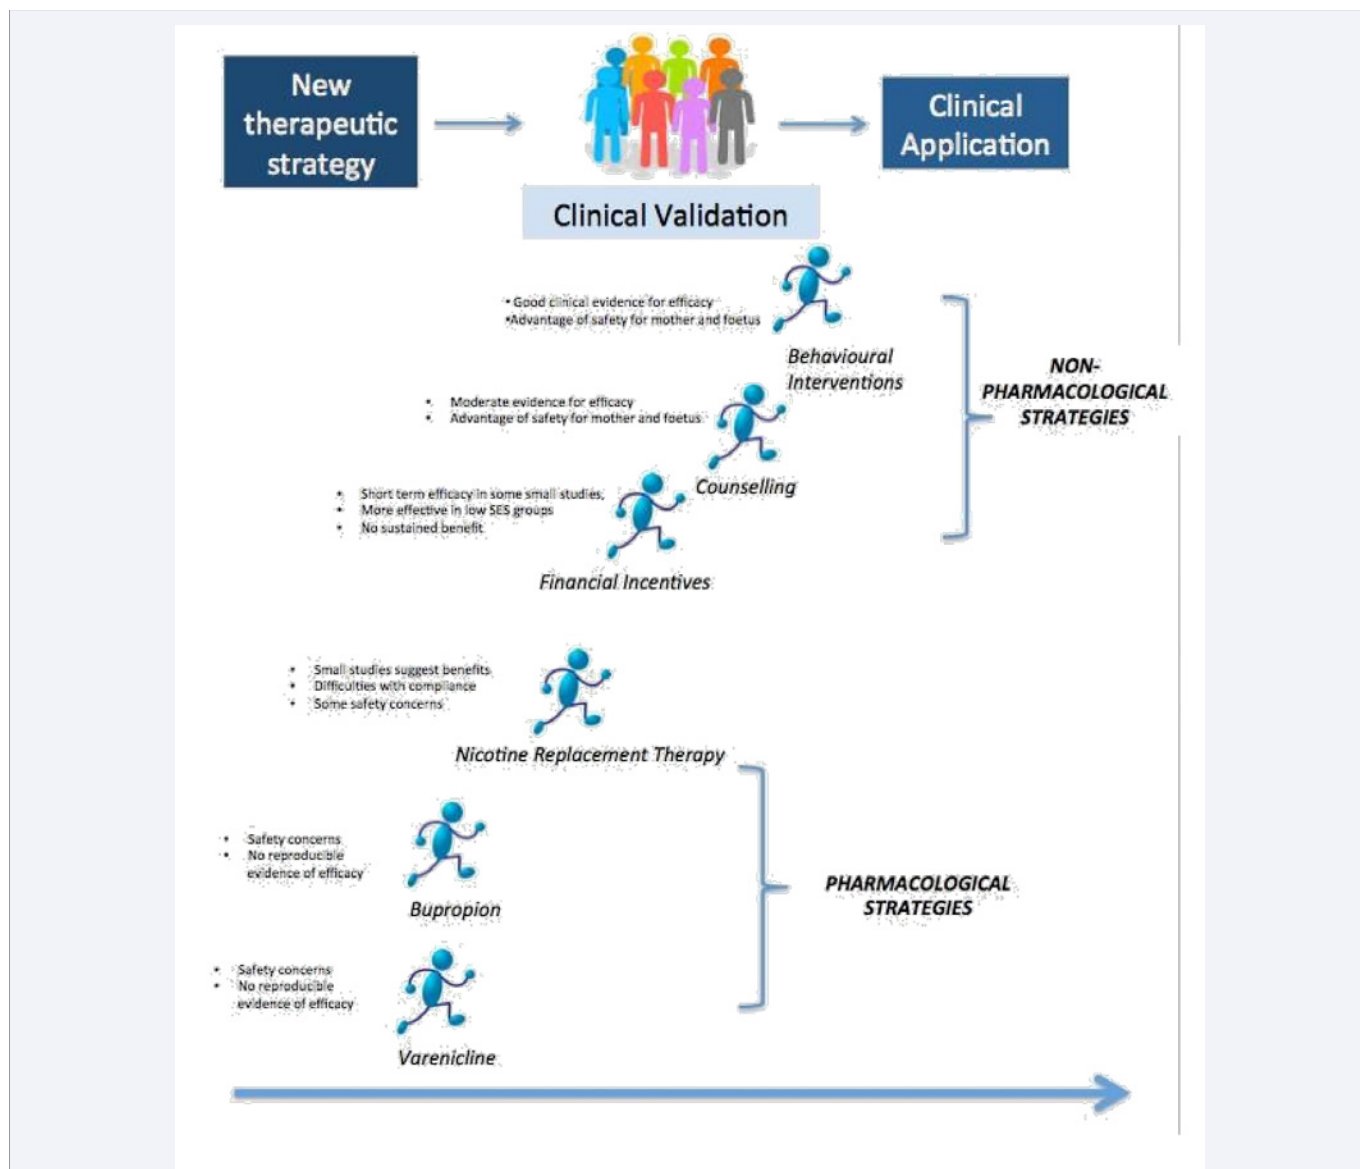 New
therapeutic
strategy
Clinical
Application
Clinical Validation
• Good clinical evidence for efficacy
•Advantage of safety for mother and foetus
Behavioural
Interventions
NON-
PHARMACOLOGICAL
STRATEGIES
• Moderate evidence for efficacy
• Advantage of safety for mother and foetus
Counselling
• Short term efficacy in some small studies,
• More effective in low SES groups
• No sustained benefit
Financial Incentives
• Small studies suggest benefits
• Difficulties with compliance
• Some safety concerns
Nicotine Replacement Therapy
• Safety concerns
• No reproducible
evidence of efficacy
Bupropion
PHARMACOLOGICAL
STRATEGIES
• Safety concerns
• No reproducible
evidence of efficacy
Varenicline